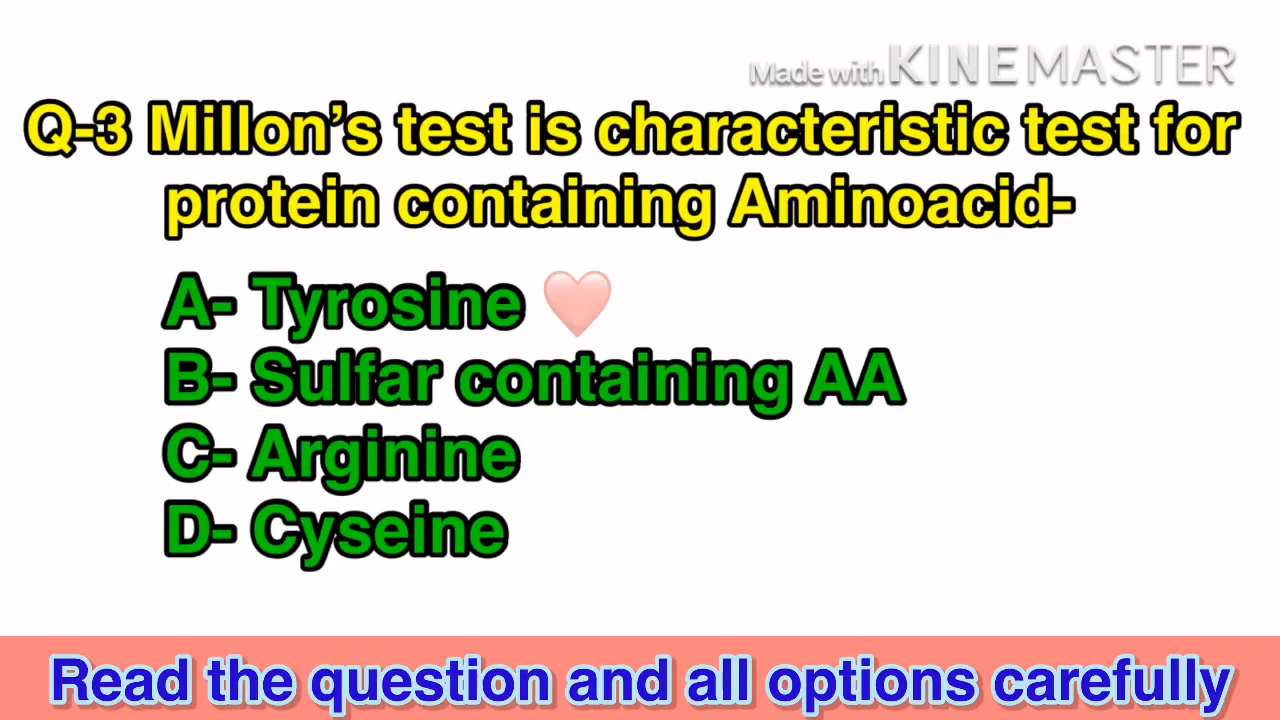 Made with KINEMASTER
Q-3 Millon's test is characteristic test for
protein containing Aminoacid-
A- Tyrosine
B- Sulfar containing AA
C- Arginine
D- Cyseine
Read the question and all options carefully